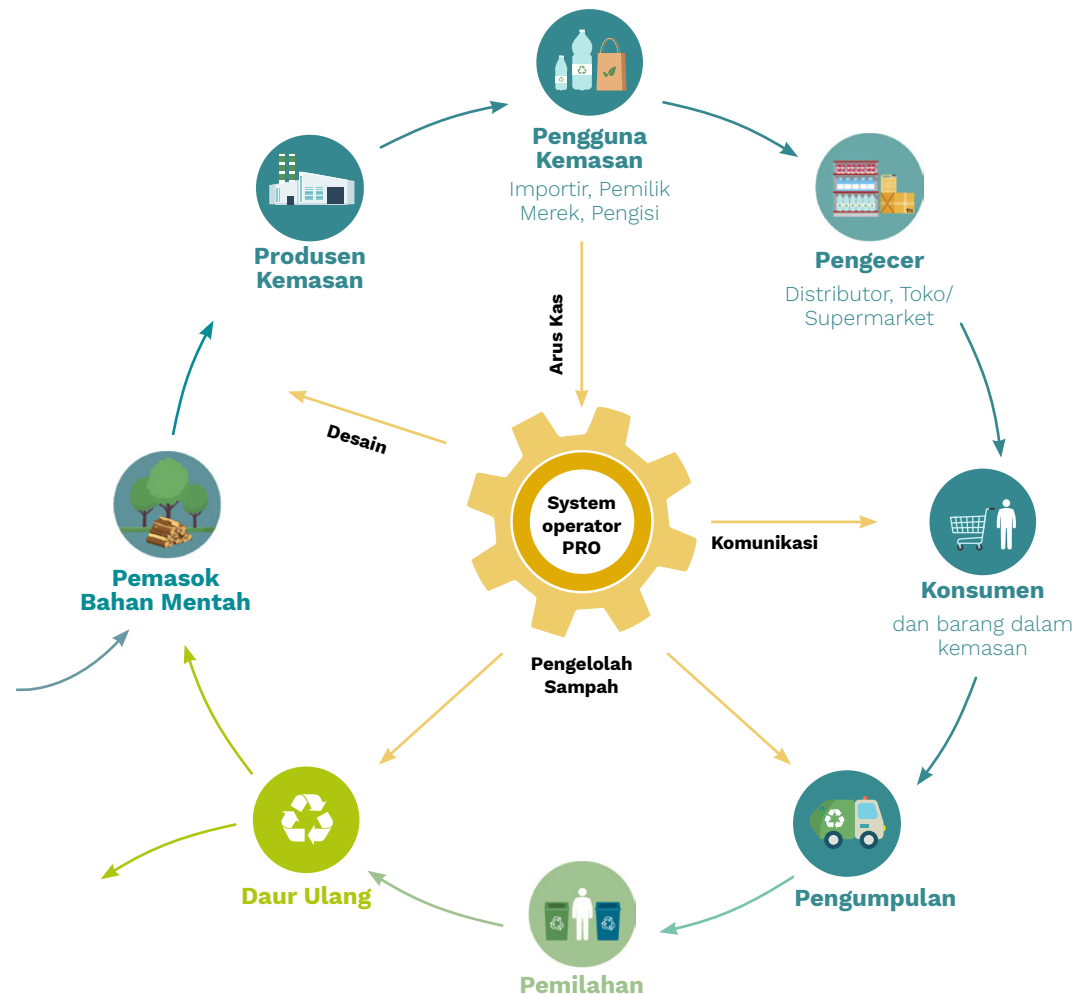 Pengguna
Kemasan
Importir, Pemilik
Merek, Pengisi
Produsen
Kemasan
Pengecer
Distributor, Toko/
Supermarket
Arus Kas
Desain
System
operator
PRO
Komunikasi
Pemasok
Bahan Mentah
Konsumen
dan barang dalam
kemasan
Pengelolah
Sampah
Daur Ulang
Pengumpulan
Pemilahan